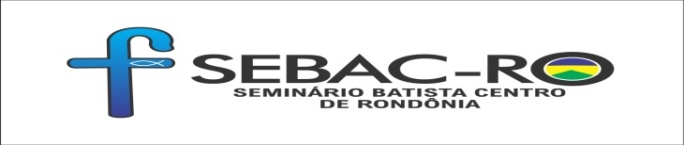 SEBAC-RO
SEMINÁRIO BATISTA CENTRO
DE RONDÔNIA